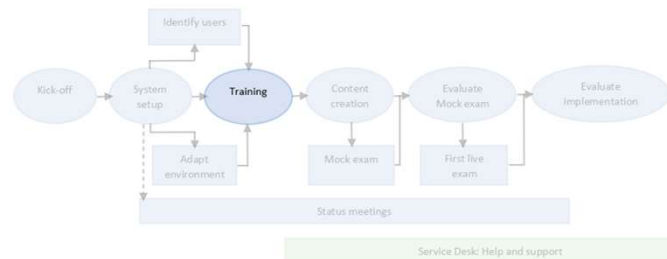 Identify users
Kick-off
System
setup
Training
Content
creation
Evaluate
Mock exam
Evaluate
implementation
Adapt
environment
Mock exam
First live
exam
Status meetings
Service Desk: Help and support